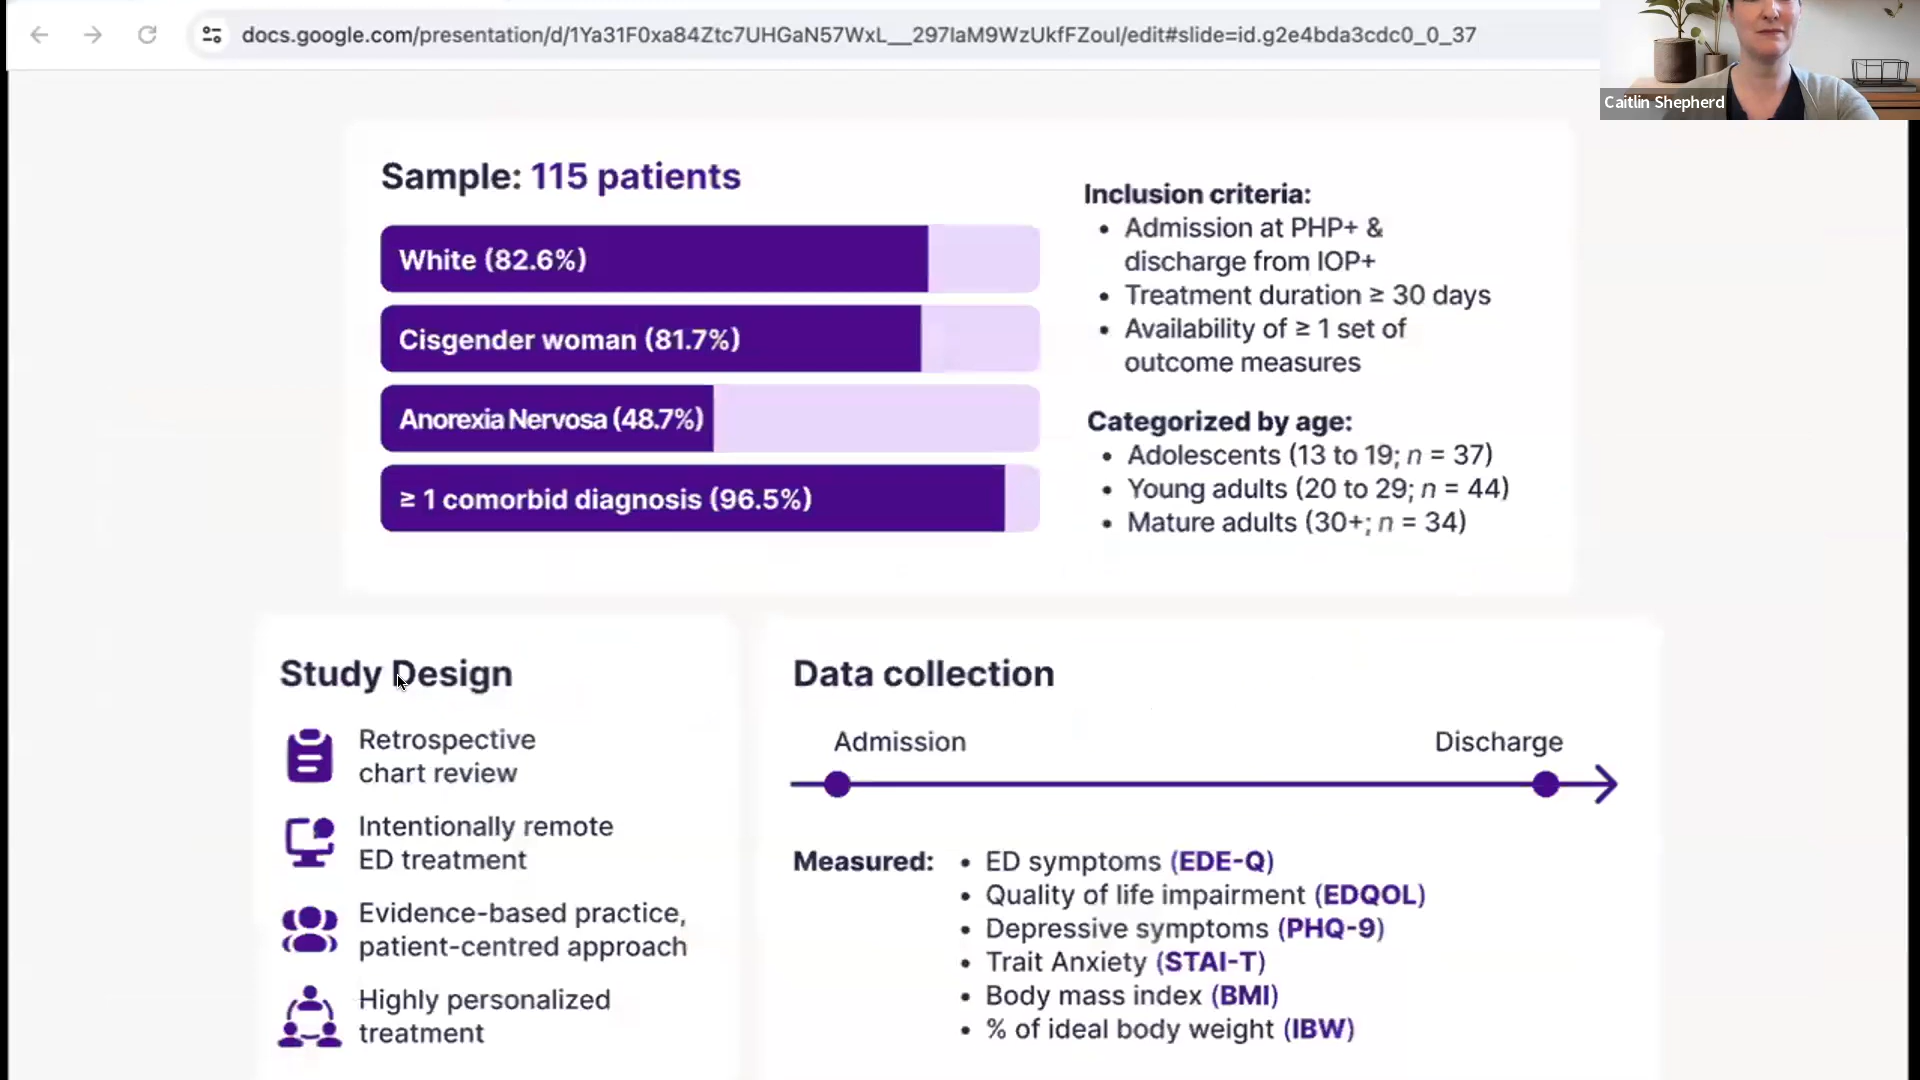 docs.google.com/presentation/d/1Ya31F0xa84Ztc7UHGaN57WxL__297IaM9WzUkfFZouI/edit#slide=id.g2e4bda3cdc0_0_37
Caitlin Shepherd
Sample: 115 patients
White (82.6%)
Cisgender woman (81.7%)
Anorexia Nervosa (48.7%)
≥ 1 comorbid diagnosis (96.5%)
Inclusion criteria:
• Admission at PHP+ &
discharge from IOP+
• Treatment duration ≥ 30 days
• Availability of ≥ 1 set of
outcome measures
Categorized by age:
• Adolescents (13 to 19; n = 37)
• Young adults (20 to 29; n = 44)
• Mature adults (30+; n = 34)
Study Design
Retrospective
chart review
Intentionally remote
ED treatment
Evidence-based practice,
patient-centred approach
Highly personalized
treatment
Data collection
Admission
Discharge
Measured:
• ED symptoms (EDE-Q)
• Quality of life impairment (EDQOL)
• Depressive symptoms (PHQ-9)
• Trait Anxiety (STAI-T)
• Body mass index (BMI)
• % of ideal body weight (IBW)